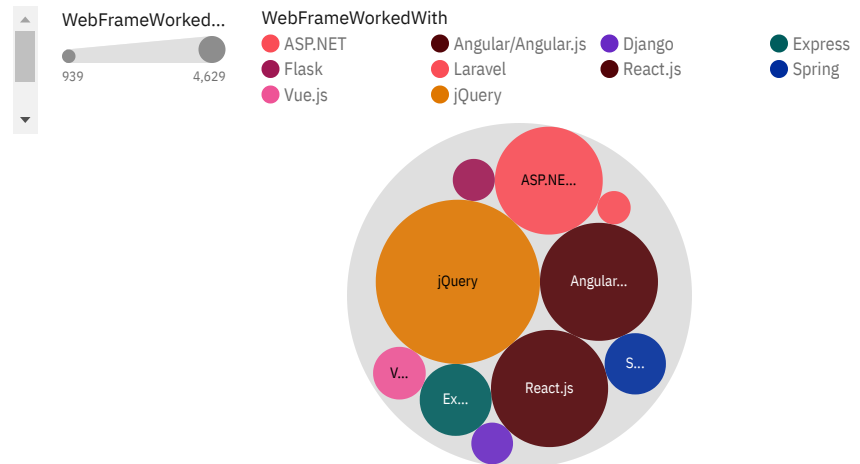 WebFrameWorked...
939 4,629
WebFrameWorkedWith
ASP.NET Angular/Angular.js Django Express
Flask Laravel React.js Spring
Vue.js jQuery
ASP.NE...
jQuery
Angular...
S...
V...
Ex...
React.js